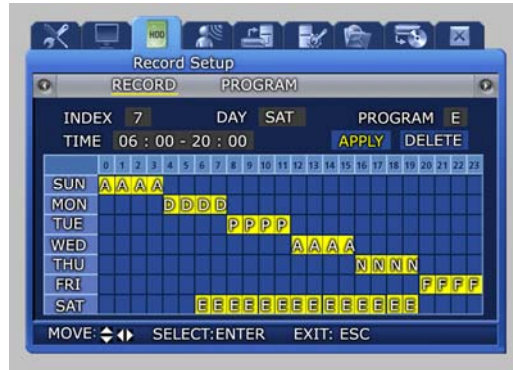 HDD
Record Setup
RECORD PROGRAM
INDEX 7 DAY SAT PROGRAM E
TIME 06 : 00 - 20 : 00 APPLY DELETE
0 1 2 3 4 5 6 7 8 9 10 11 12 13 14 15 16 17 18 19 20 21 22 23
SUN A A A A
MON D D D D
TUE P P P P
WED A A A A
THU N N N N
FRI F F F F
SAT E E E E E E E E E E E E E E
MOVE: SELECT:ENTER EXIT: ESC